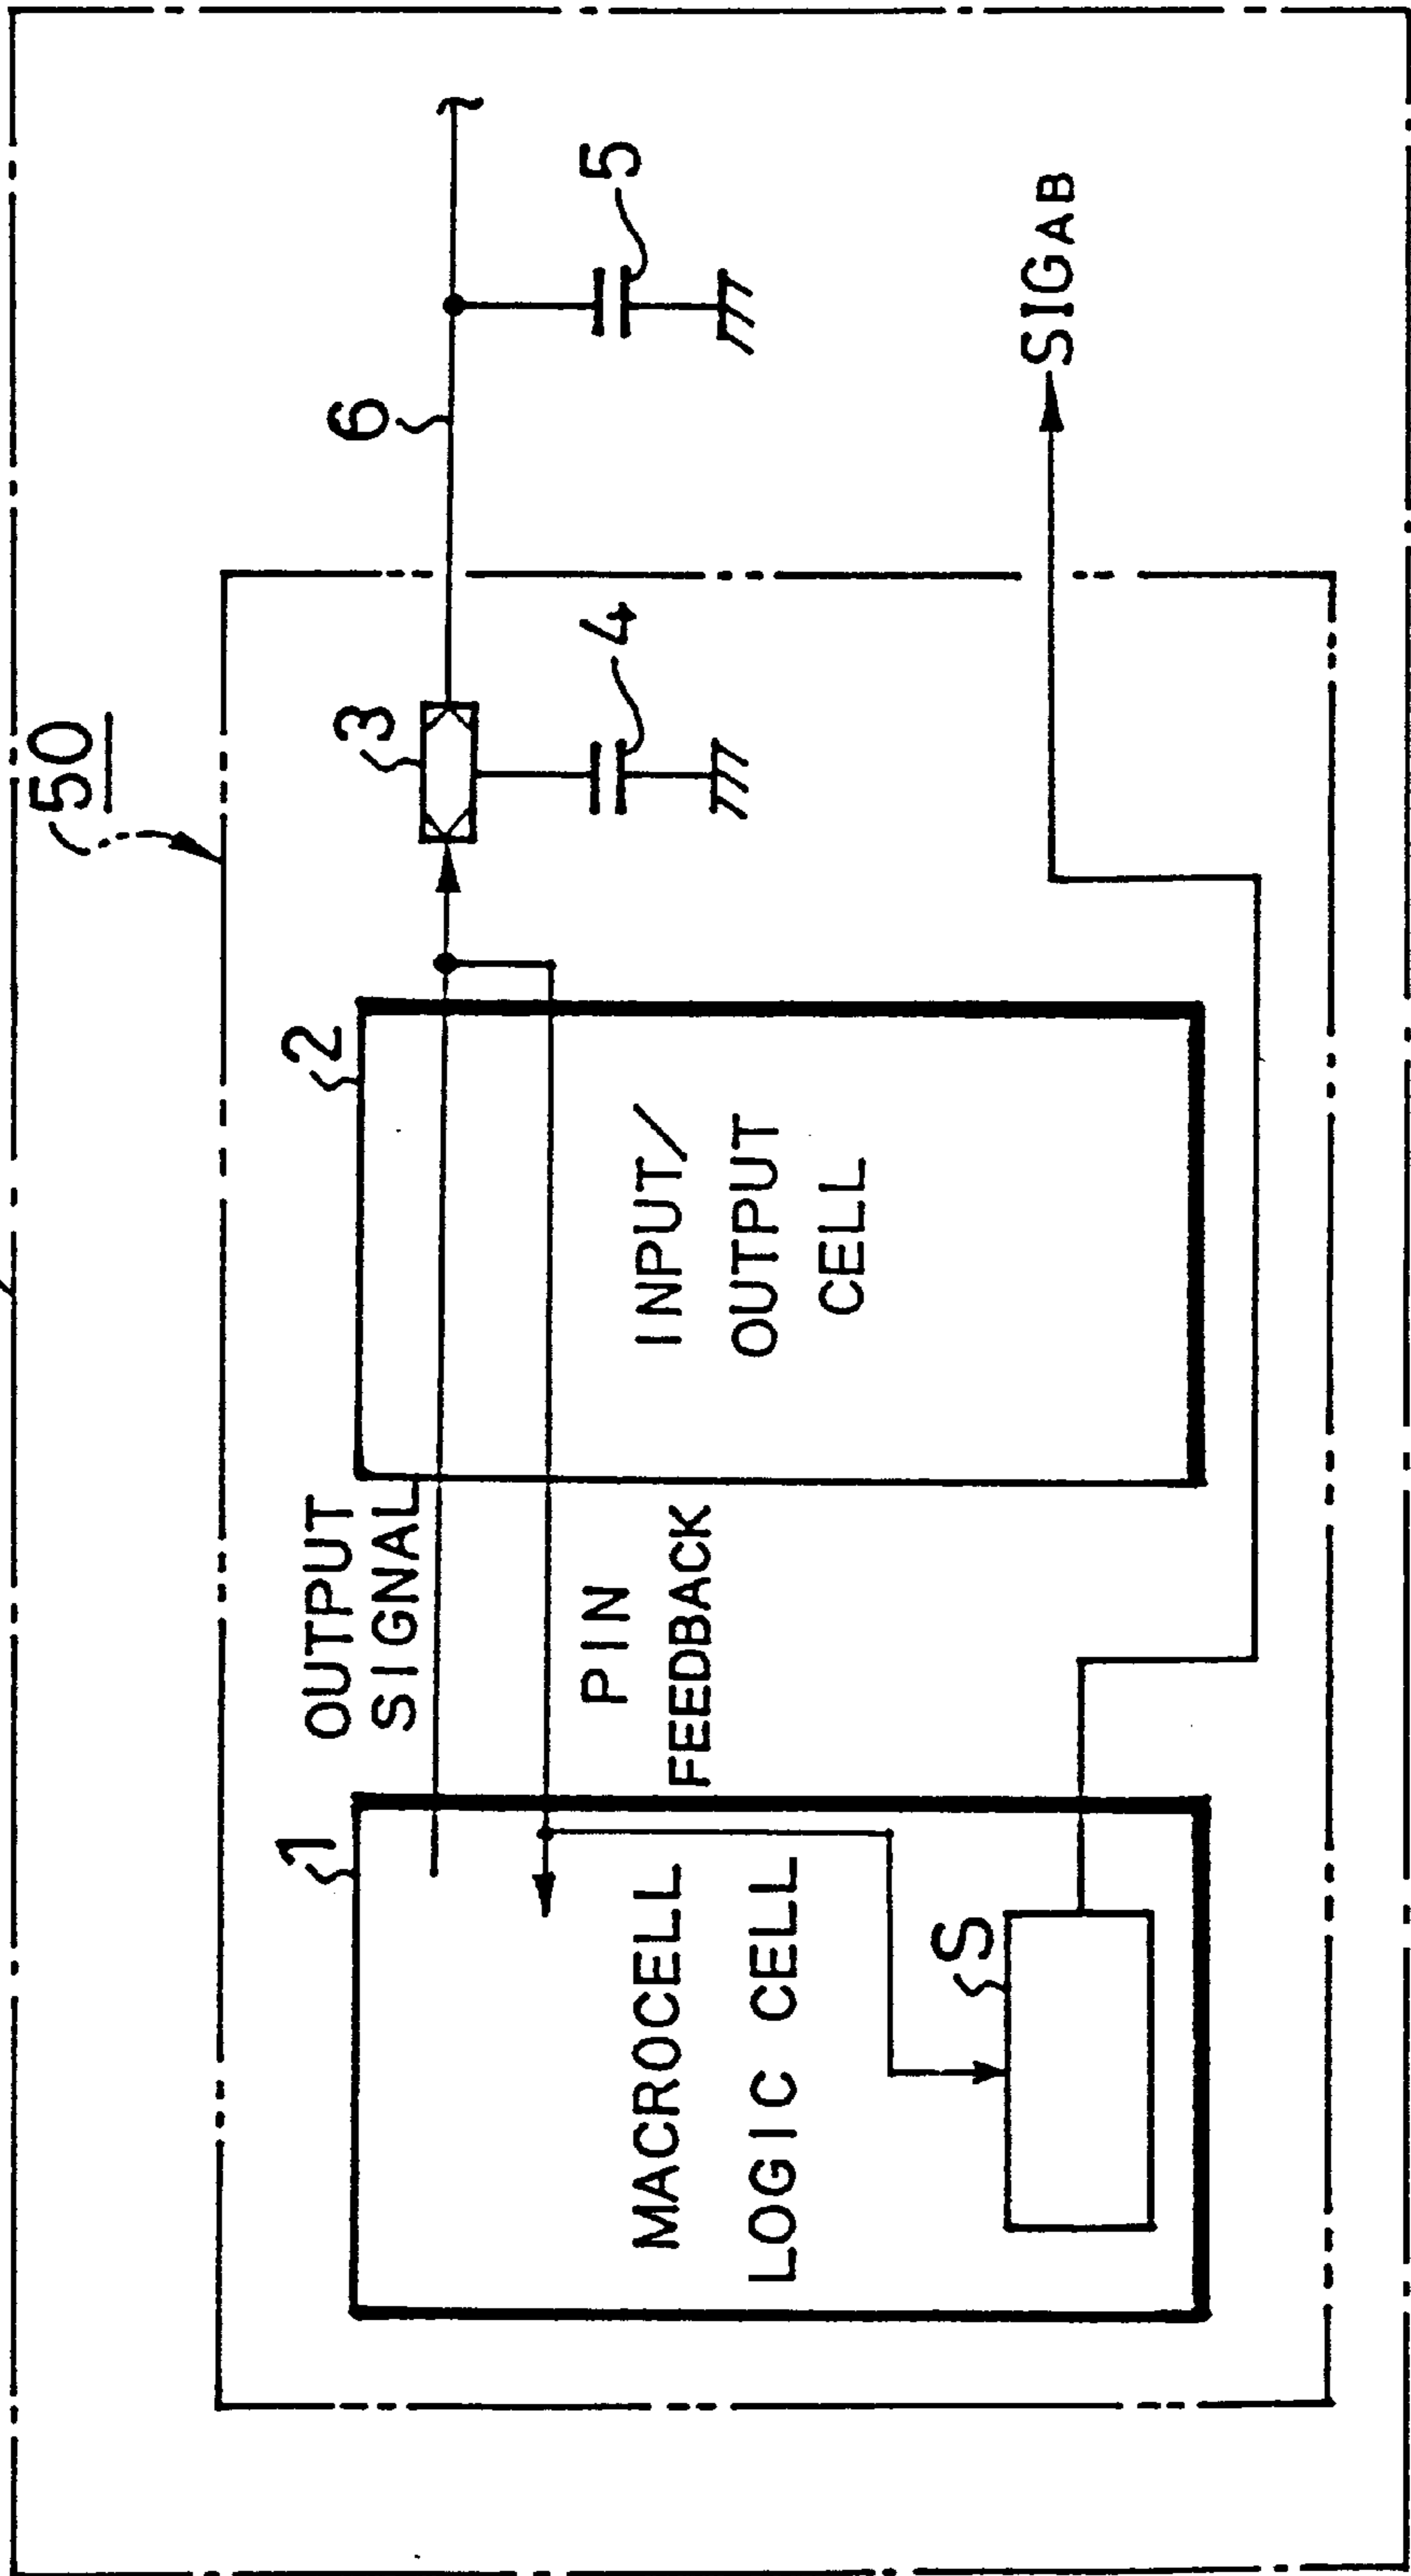 50
1
2
3
6
OUTPUT
SIGNAL
4
5
PIN
FEEDBACK
MACROCELL
LOGIC CELL
INPUT/
OUTPUT
CELL
S
SIGAB